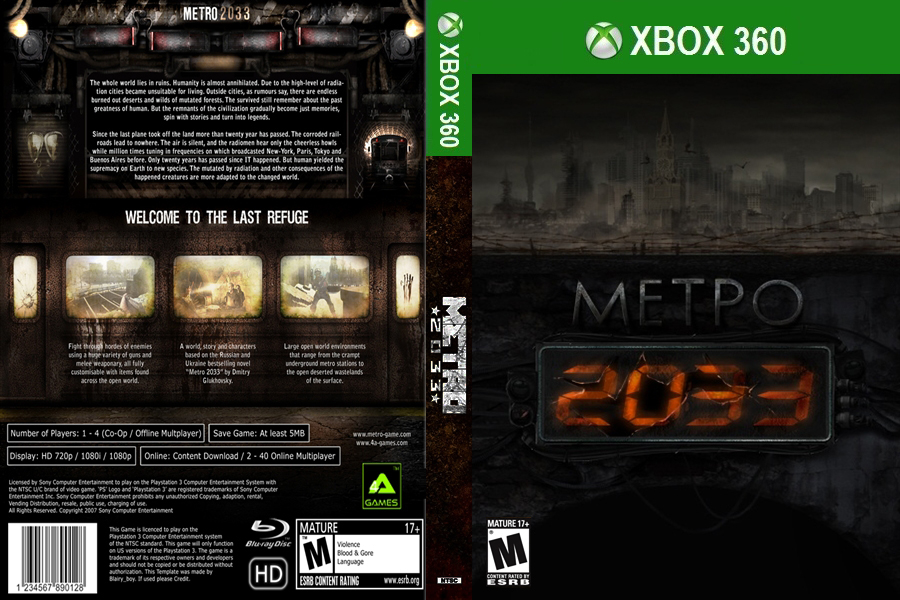 METRO 2033
The whole world lies in ruins. Humanity is almost annihilated. Due to the high-level of radia-
tion cities became unsuitable for living. Outside cities, as rumours say, there are endless
burned out deserts and wilds of mutated forests. The survived still remember about the past
greatness of human. But the remnants of the civilization gradually become just memories,
spin with stories and turn into legends.
Since the last plane took off the land more than twenty year has passed. The corroded rail-
roads lead to nowhere. The air is silent, and the radiomen hear only the cheerless howls
while million times tuning in frequencies on which broadcasted New-York, Paris, Tokyo and
Buenos Aires before. Only twenty years has passed since IT happened. But human yielded the
supremacy on Earth to new species. The mutated by radiation and other consequences of the
happened creatures are more adapted to the changed world.
WELCOME TO THE LAST REFUGE
Fight through hordes of enemies
using a huge variety of guns and
melee weaponary, all fully
customisable with items found
across the open world.
A world, story and characters
based on the Russian and
Ukraine bestselling novel
"Metro 2033" by Dmitry
Glukhovsky.
Large open world environments
that range from the crampt
underground metro stations to
the open deserted wastelands
of the surface.
Number of Players: 1 - 4 (Co-Op / Offline Multplayer)
Save Game: At least 5MB
Display: HD 720p / 1080i / 1080p
Online: Content Download / 2 - 40 Online Multiplayer
www.metro-game.com
www.4a-games.com
Licensed by Sony Computer Entertainment to play on the Playstation 3 Computer Entertainment System with
the NTSC U/C brand of video game. 'PS' Logo and 'Playstation 3' are registered trademarks of Sony Computer
Entertainment Inc. Sony Computer Entertainment prohibits any unauthorized Copying, adaption, rental,
Vending Distribution, resale, public use, charging of use.
All Rights Reserved. Copyright 2007 Sony Computer Entertainment
4A
GAMES
TM
1 234567 890128
This Game is licenced to play on the
Playstation 3 Computer Entertainment system
of the NTSC standard. This game will only function
on US versions of the Playstation 3. The game is a
trademark of its respective owners and developers
and should not be copied or be distributed without
authorization. This Template was made by
Blairy_boy. If used please Credit.
Blu-ray Disc
HD
MATURE 17+
M
Violence
Blood & Gore
Language
ESRB CONTENT RATING www.esrb.org
XBOX 360
METRO
2033
NTSC
XBOX 360
МЕТРО
2033
MATURE 17+
M
CONTENT RATED BY
ESRB